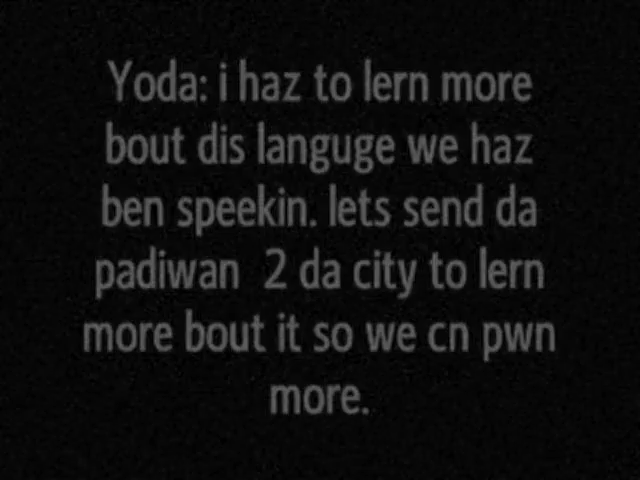 Yoda: i haz to lern more
bout dis languge we haz
ben speekin. lets send da
padiwan  2 da city to lern
more bout it so we cn pwn
more.